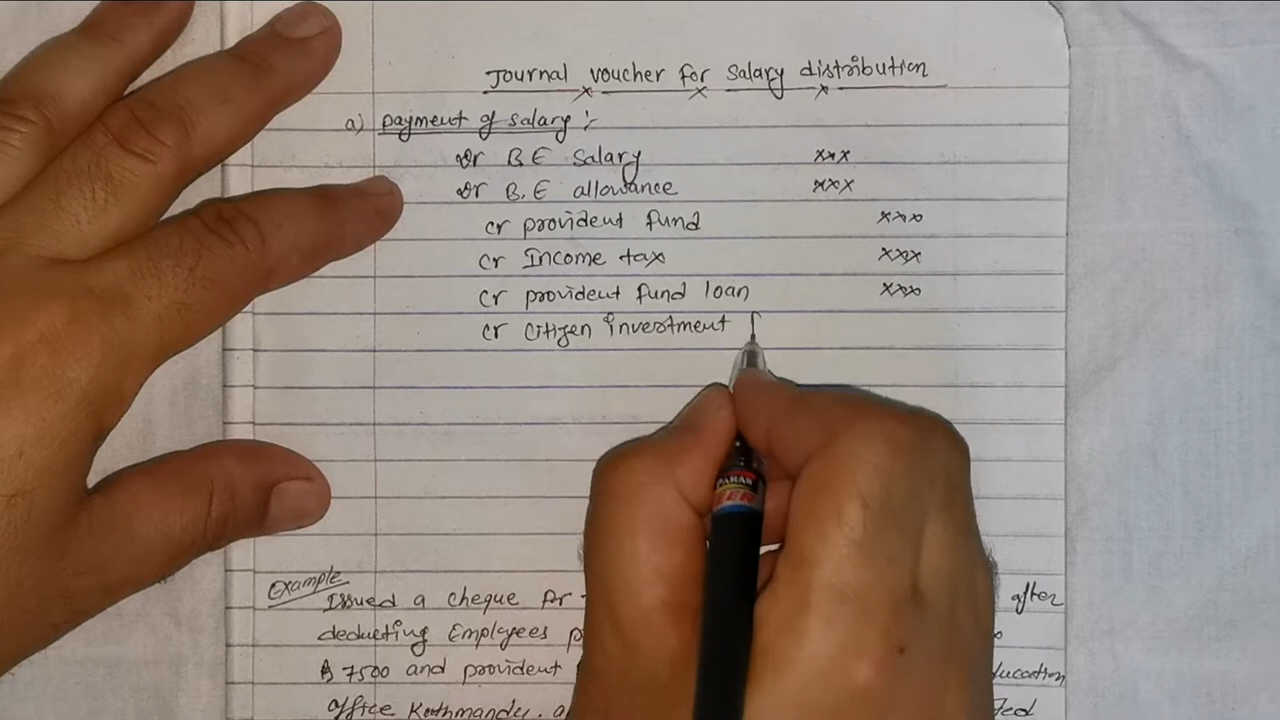 Journal voucher for salary distribution
a) payment of salary :-
Dr B.E salary xxx
Dr B.E allowance xxx
cr provident fund xxx
cr Income tax xxx
cr provident fund loan xxx
cr citizen investment
Example
Issued a cheque for after
deducting Employees
7500 and provident
office Kathmandu.
PARAS